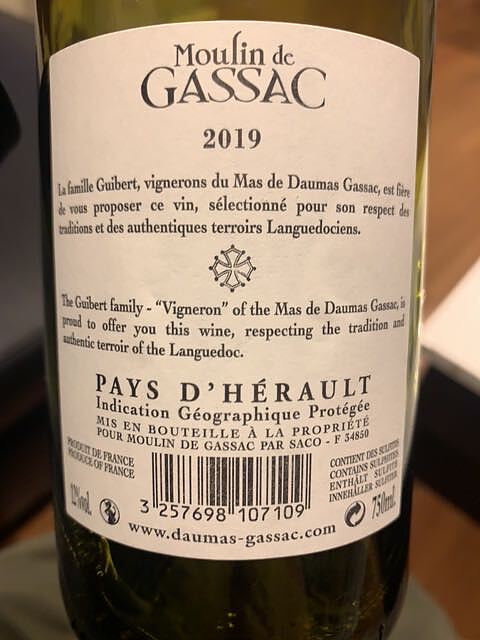 Moulin de
GASSAC
2019
La famille Guibert, vignerons du Mas de Daumas Gassac, est fière
de vous proposer ce vin, sélectionné pour son respect des
traditions et des authentiques terroirs Languedociens.
The Guibert family - “Vigneron” of the Mas de Daumas Gassac, is
proud to offer you this wine, respecting the tradition and
authentic terroir of the Languedoc.
PAYS D’HÉRAULT
Indication Géographique Protégée
MIS EN BOUTEILLE À LA PROPRIÉTÉ
POUR MOULIN DE GASSAC PAR SACO - F 34850
PRODUIT DE FRANCE
PRODUCE OF FRANCE
12%vol.
3 257698 107109
CONTIENT DES SULFITES
CONTAINS SULPHITES
ENTHÄLT SULFITE
INNEHÅLLER SULFITER
750ml.
www.daumas-gassac.com